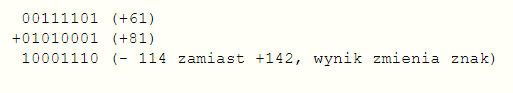 00111101 (+61)
+01010001 (+81)
10001110 (- 114 zamiast +142, wynik zmienia znak)